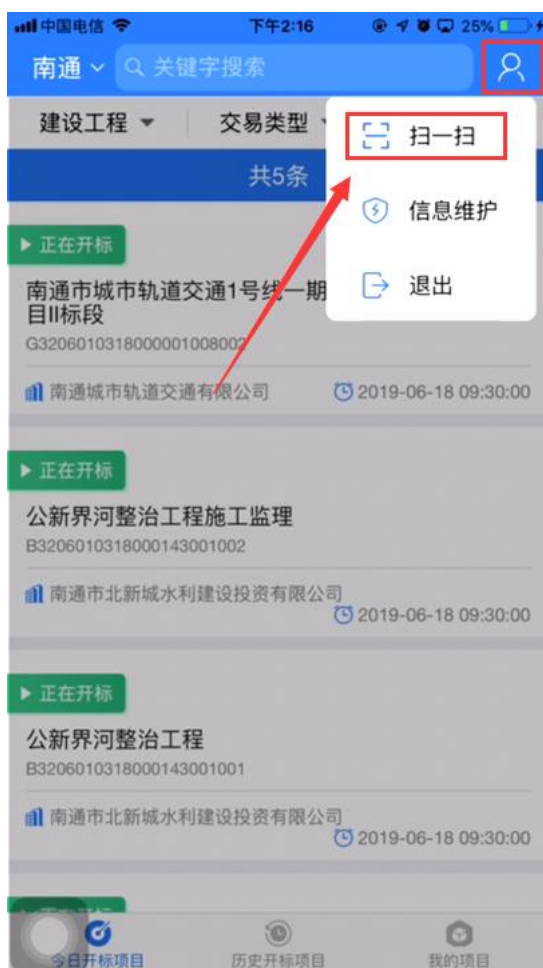 中国电信 下午2:16 25%
南通 关键字搜索
建设工程 交易类型
扫一扫
信息维护
退出
共5条
正在开标
南通市城市轨道交通1号线一期
目II标段
G3206010318000001008002
南通城市轨道交通有限公司 2019-06-18 09:30:00
正在开标
公新界河整治工程施工监理
B3206010318000143001002
南通市北新城水利建设投资有限公司
2019-06-18 09:30:00
正在开标
公新界河整治工程
B3206010318000143001001
南通市北新城水利建设投资有限公司
2019-06-18 09:30:00
今日开标项目 历史开标项目 我的项目